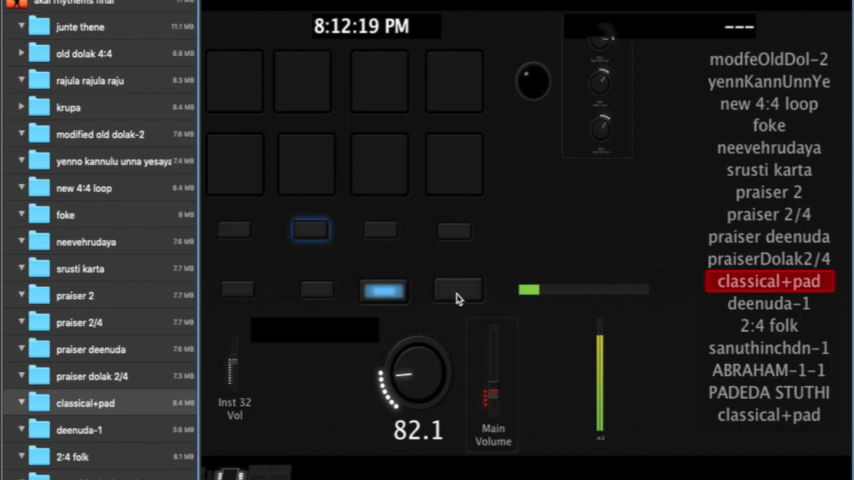 akai rhythems final
junte thene 11.1 MB
old dolak 4:4 6.8 MB
rajula rajula raju 8.3 MB
krupa 8.4 MB
modified old dolak-2 7.6 MB
yenno kannulu unna yesaya 7.4 MB
new 4:4 loop 8.4 MB
foke 8 MB
neevehrudaya 7.6 MB
srusti karta 7.7 MB
praiser 2 7.7 MB
praiser 2/4 7.7 MB
praiser deenuda 7.6 MB
praiser dolak 2/4 7.3 MB
classical+pad 8.4 MB
deenuda-1 3.6 MB
2:4 folk 8.1 MB
8:12:19 PM
---
Inst 32
Vol
82.1
Main
Volume
modfeOldDol-2
yennKannUnnYe
new 4:4 loop
foke
neevehrudaya
srusti karta
praiser 2
praiser 2/4
praiser deenuda
praiserDolak2/4
classical+pad
deenuda-1
2:4 folk
sanuthinchdn-1
ABRAHAM-1-1
PADEDA STUTHI
classical+pad